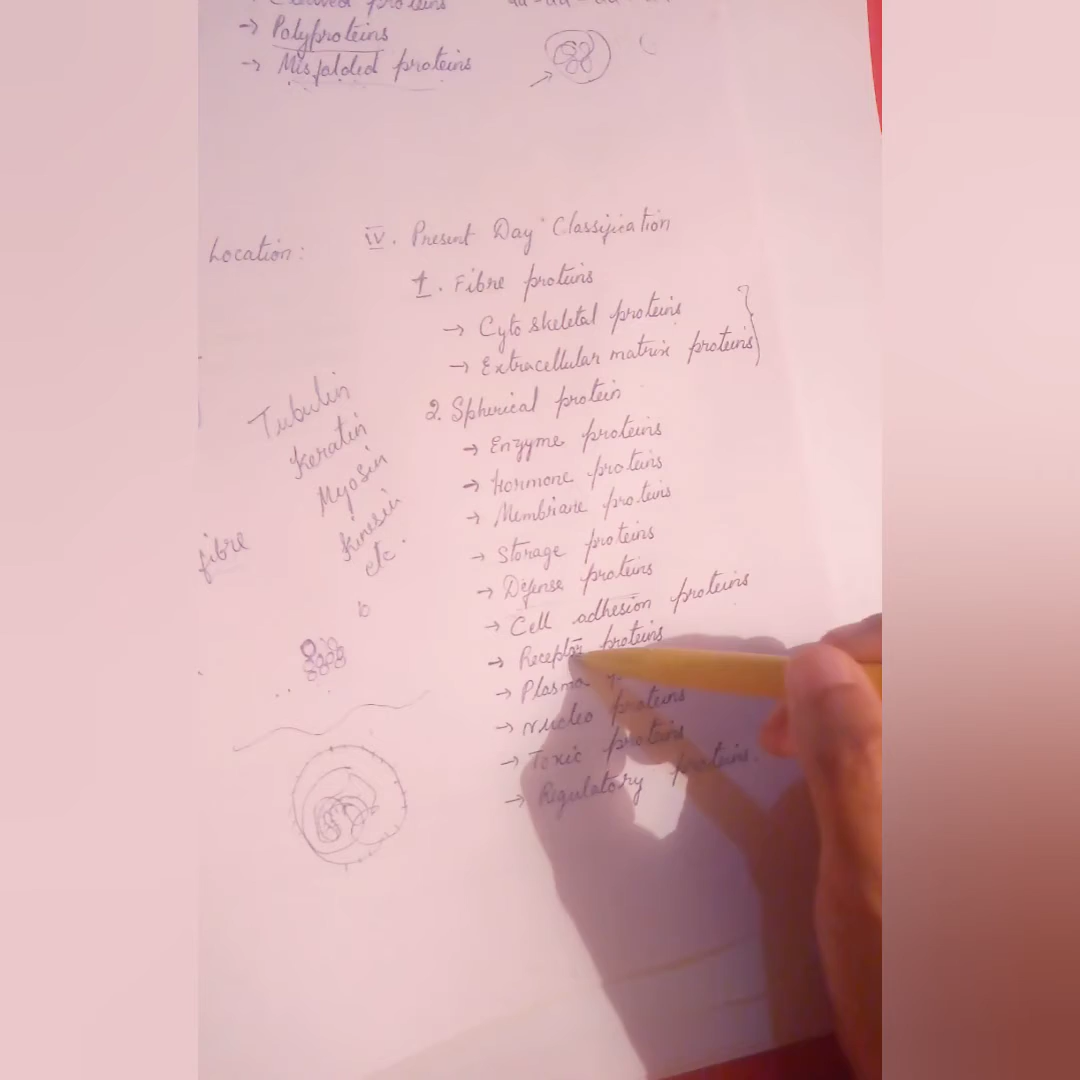 → Polyproteins
→ Misfolded proteins
Location:
iv. Present Day Classification
1. Fibre proteins
→ Cyto skeletal proteins
→ Extracellular matrix proteins
2. Spherical protein
→ Enzyme proteins
→ Hormone proteins
→ Membrane proteins
→ Storage proteins
→ Defense proteins
→ Cell adhesion proteins
→ Receptor proteins
→ Plasma
→ Nucleo proteins
→ Toxic proteins
→ Regulatory proteins.
Tubulin
Keratin
Myosin
Kinesin
etc.
fibre